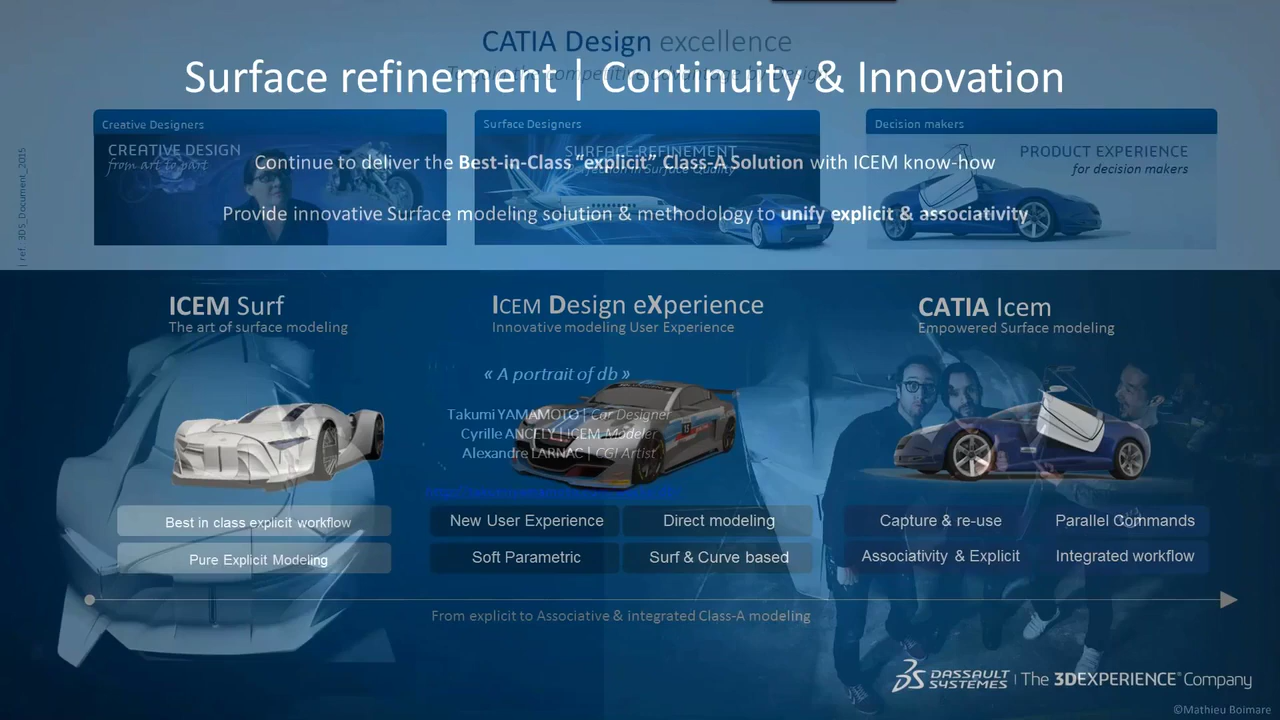 CATIA Design excellence
Surface refinement | Continuity & Innovation
Creative Designers
Surface Designers
Decision makers
CREATIVE DESIGN
from art to part
SURFACE REFINEMENT
PRODUCT EXPERIENCE
for decision makers
Continue to deliver the Best-in-Class “explicit” Class-A Solution with ICEM know-how
Provide innovative Surface modeling solution & methodology to unify explicit & associativity
| ref. 3DS_Document_2015
ICEM Surf
The art of surface modeling
ICEM Design eXperience
Innovative modeling User Experience
CATIA Icem
Empowered Surface modeling
« A portrait of db »
Takumi YAMAMOTO | Car Designer
Cyrille ANCELY | ICEM Modeler
Alexandre LARNAC | CGI Artist
Best in class explicit workflow
Pure Explicit Modeling
New User Experience
Direct modeling
Soft Parametric
Surf & Curve based
Capture & re-use
Parallel Commands
Associativity & Explicit
Integrated workflow
From explicit to Associative & integrated Class-A modeling
DASSAULT SYSTEMES | The 3DEXPERIENCE® Company
©Mathieu Boimare